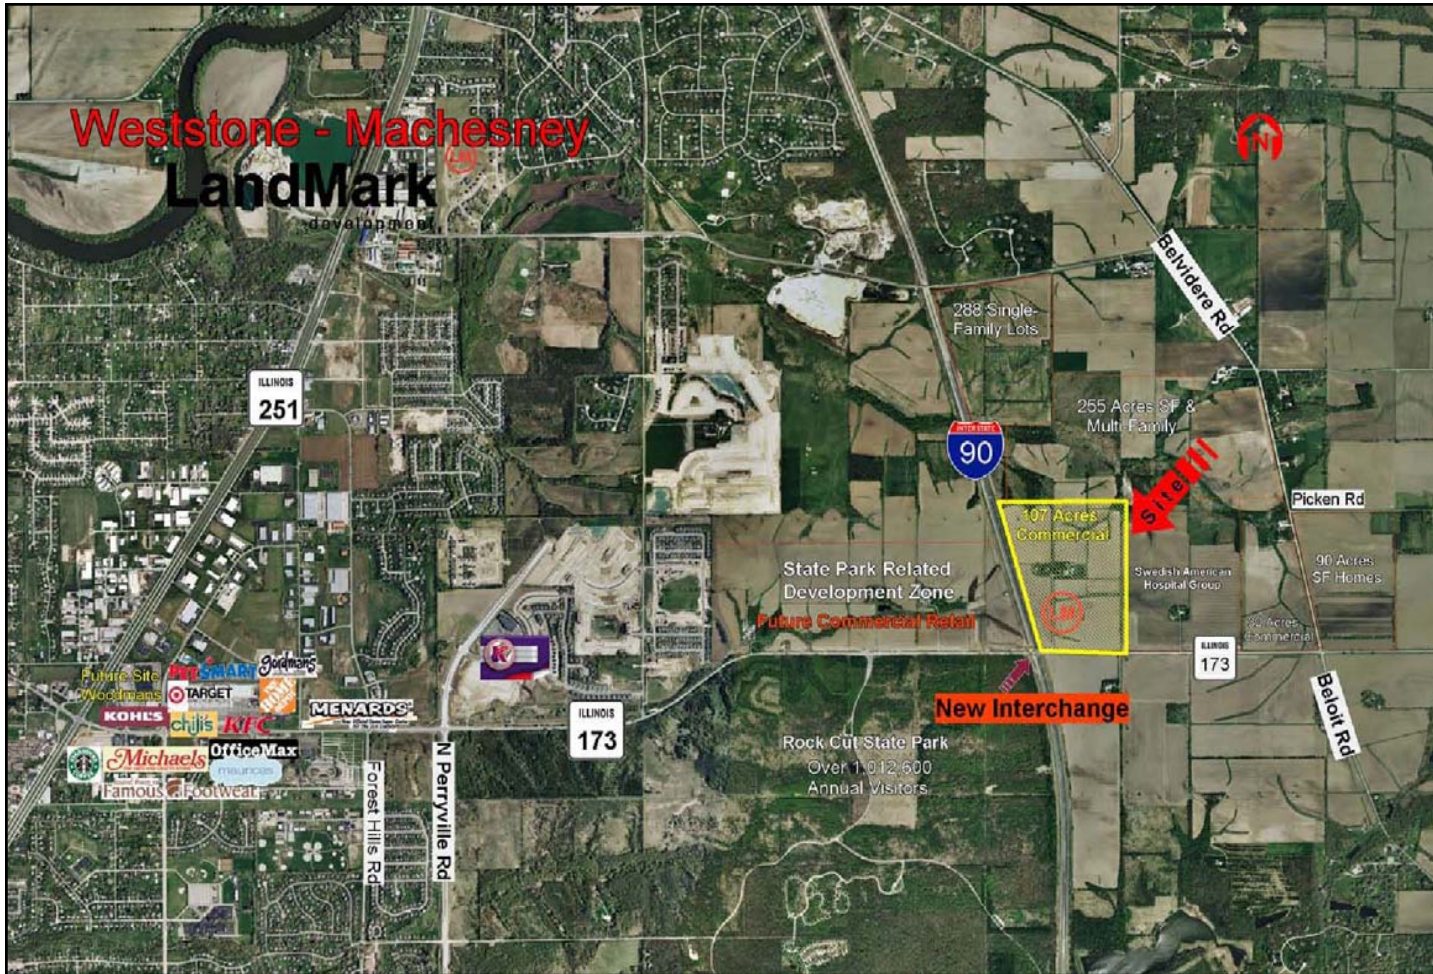 Weststone - Machesney
LandMark
development
LM
N
Belvidere Rd
288 Single-
Family Lots
ILLINOIS
251
255 Acres SF &
Multi-Family
INTERSTATE
90
Site
Picken Rd
107 Acres
Commercial
State Park Related
Development Zone
Future Commercial Retail
Swedish American
Hospital Group
90 Acres
SF Homes
LM
Commercial
ILLINOIS
173
K
Future Site
Woodmans
PETSMART
gordmans
TARGET
KOHL'S
chili's
KFC
MENARDS
ILLINOIS
173
New Interchange
Beloit Rd
Michaels
OfficeMax
maurices
Famous Footwear
Forest Hills Rd
N Perryville Rd
Rock Cut State Park
Over 1,012,600
Annual Visitors